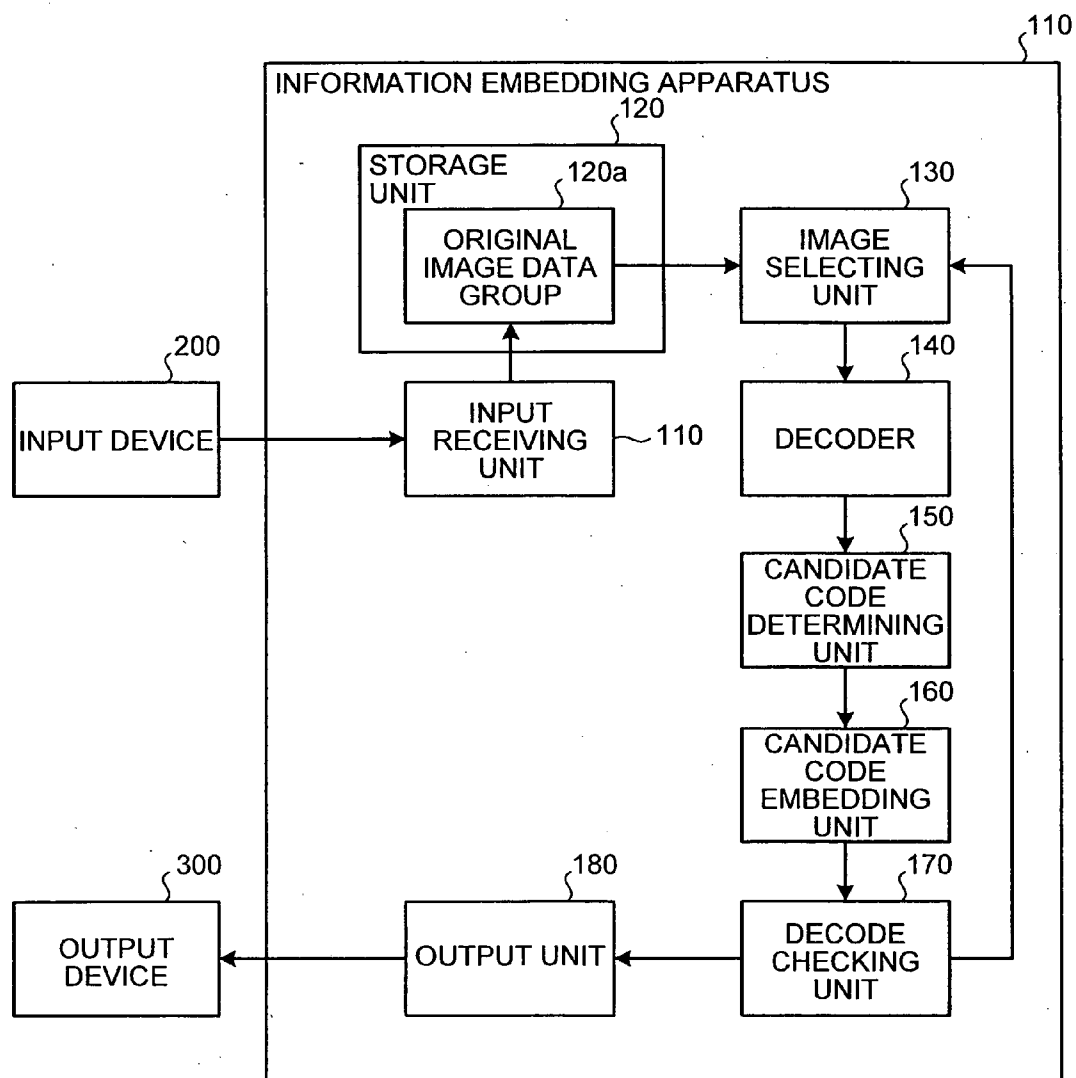 110
INFORMATION EMBEDDING APPARATUS
120
STORAGE
UNIT
120a
ORIGINAL
IMAGE DATA
GROUP
130
IMAGE
SELECTING
UNIT
200
INPUT DEVICE
INPUT
RECEIVING
UNIT
110
140
DECODER
150
CANDIDATE
CODE
DETERMINING
UNIT
160
CANDIDATE
CODE
EMBEDDING
UNIT
300
OUTPUT
DEVICE
180
OUTPUT UNIT
170
DECODE
CHECKING
UNIT